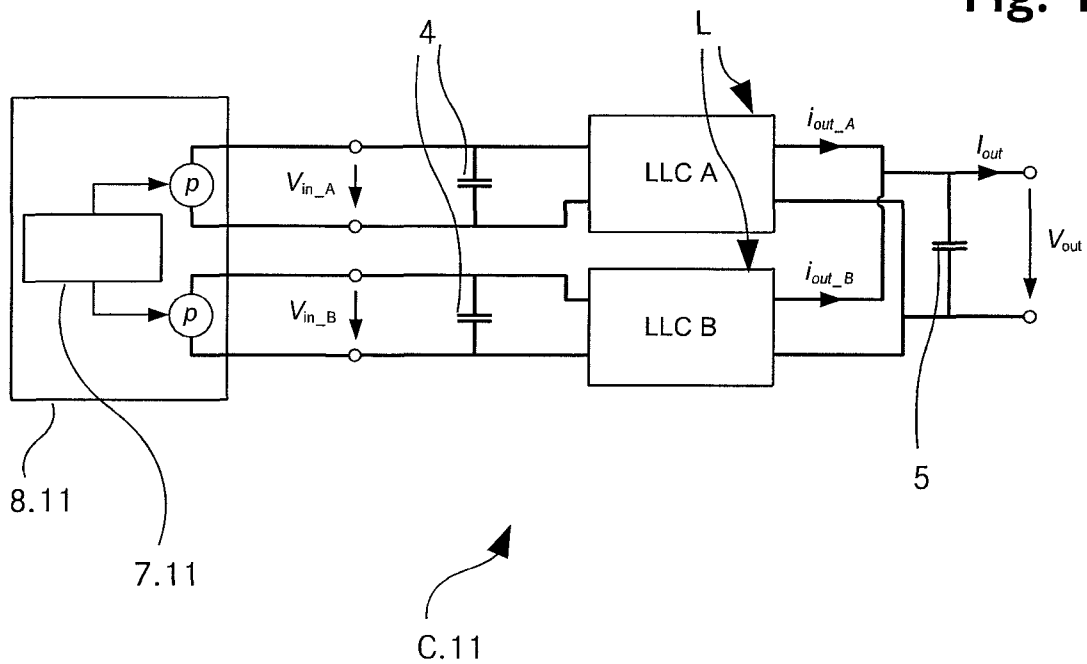 Fig. 1
4
L
p
V_in_A
LLC A
i_out_A
I_out
V_out
p
V_in_B
LLC B
i_out_B
5
8.11
7.11
C.11